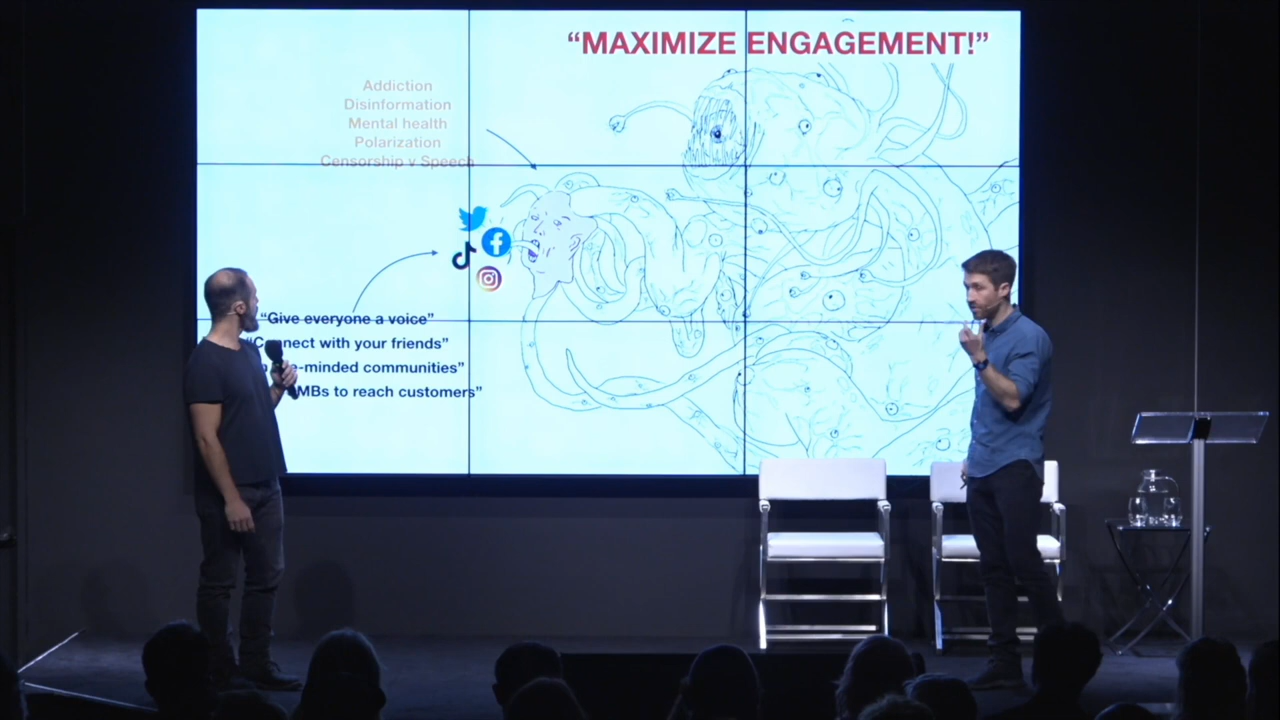 “MAXIMIZE ENGAGEMENT!”
Addiction
Disinformation
Mental health
Polarization
Censorship v Speech
“Give everyone a voice”
“Connect with your friends”
-minded communities”
MBs to reach customers”